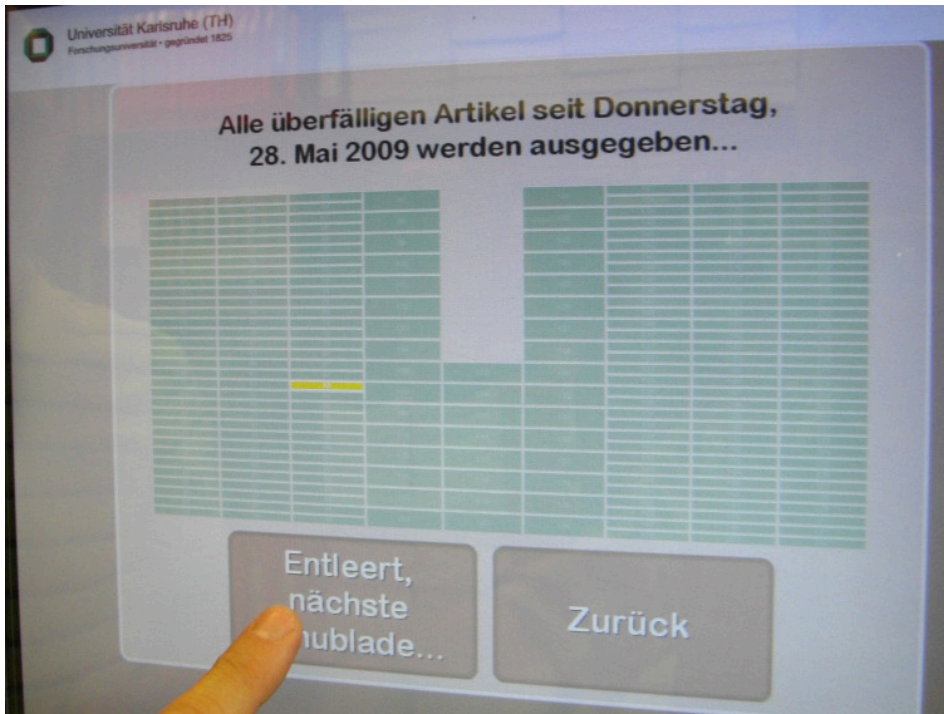 Universität Karlsruhe (TH)
Forschungsuniversität • gegründet 1825
Alle überfälligen Artikel seit Donnerstag,
28. Mai 2009 werden ausgegeben...
Entleert,
nächste
hublade...
Zurück